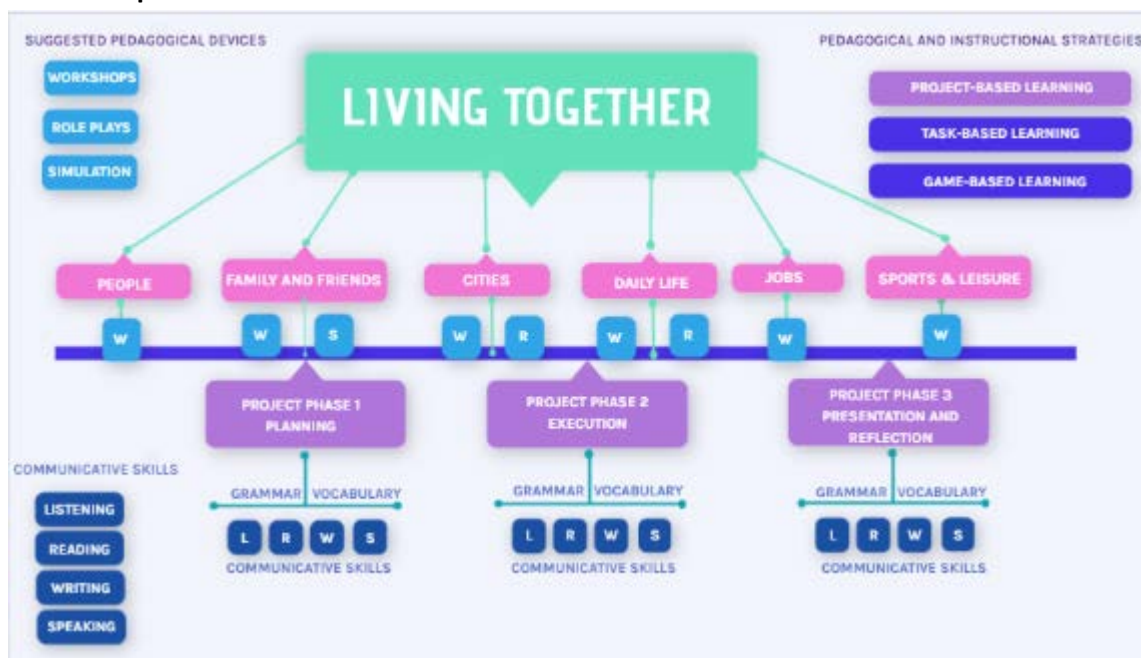 SUGGESTED PEDAGOGICAL DEVICES
WORKSHOPS
ROLE PLAYS
SIMULATION
LIVING TOGETHER
PEDAGOGICAL AND INSTRUCTIONAL STRATEGIES
PROJECT-BASED LEARNING
TASK-BASED LEARNING
GAME-BASED LEARNING
PEOPLE
FAMILY AND FRIENDS
CITIES
DAILY LIFE
JOBS
SPORTS & LEISURE
W
W S
W R
W R
W
W
PROJECT PHASE 1
PLANNING
PROJECT PHASE 2
EXECUTION
PROJECT PHASE 3
PRESENTATION AND
REFLECTION
COMMUNICATIVE SKILLS
LISTENING
READING
WRITING
SPEAKING
GRAMMAR VOCABULARY
L R W S
COMMUNICATIVE SKILLS
GRAMMAR VOCABULARY
L R W S
COMMUNICATIVE SKILLS
GRAMMAR VOCABULARY
L R W S
COMMUNICATIVE SKILLS